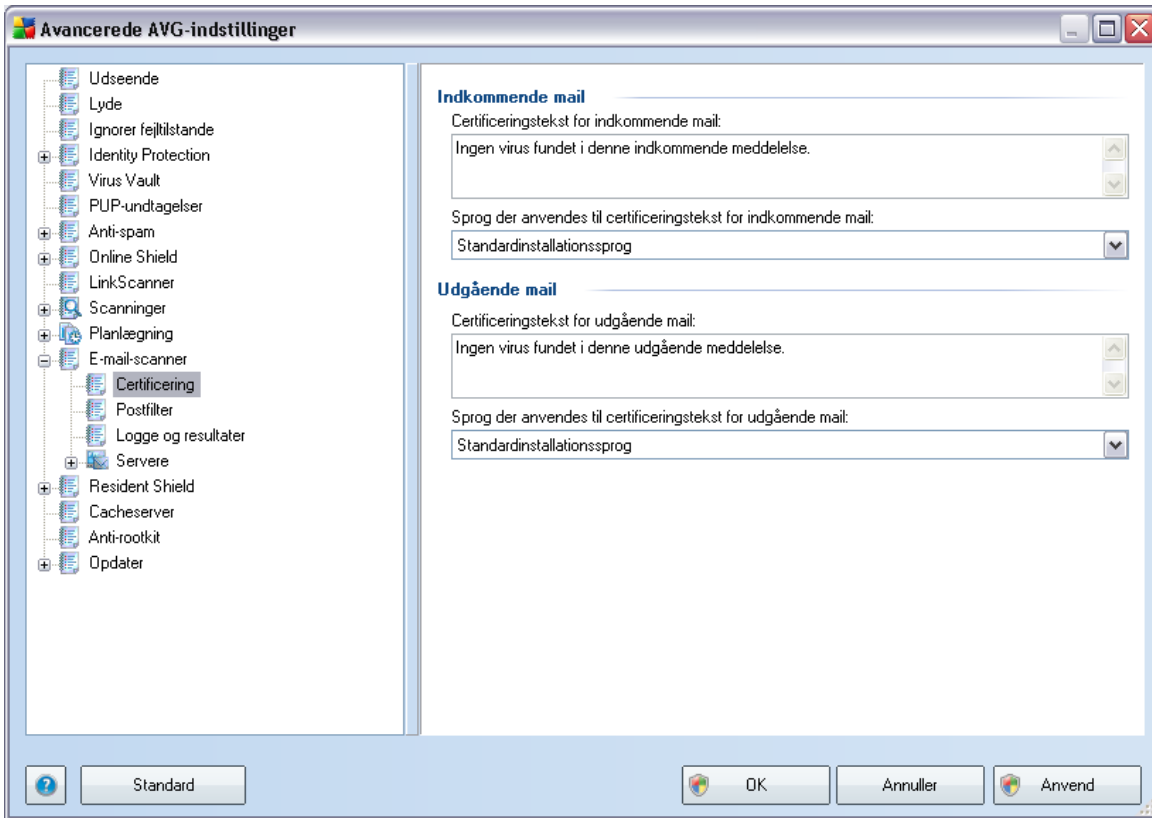 Avancerede AVG-indstillinger
Udseende
Lyde
Ignorer fejltilstande
Identity Protection
Virus Vault
PUP-undtagelser
Anti-spam
Online Shield
LinkScanner
Scanninger
Planlægning
E-mail-scanner
Certificering
Postfilter
Logge og resultater
Servere
Resident Shield
Cacheserver
Anti-rootkit
Opdater
Indkommende mail
Certificeringstekst for indkommende mail:
Ingen virus fundet i denne indkommende meddelelse.
Sprog der anvendes til certificeringstekst for indkommende mail:
Standardinstallationssprog
Udgående mail
Certificeringstekst for udgående mail:
Ingen virus fundet i denne udgående meddelelse.
Sprog der anvendes til certificeringstekst for udgående mail:
Standardinstallationssprog
Standard
OK
Annuller
Anvend